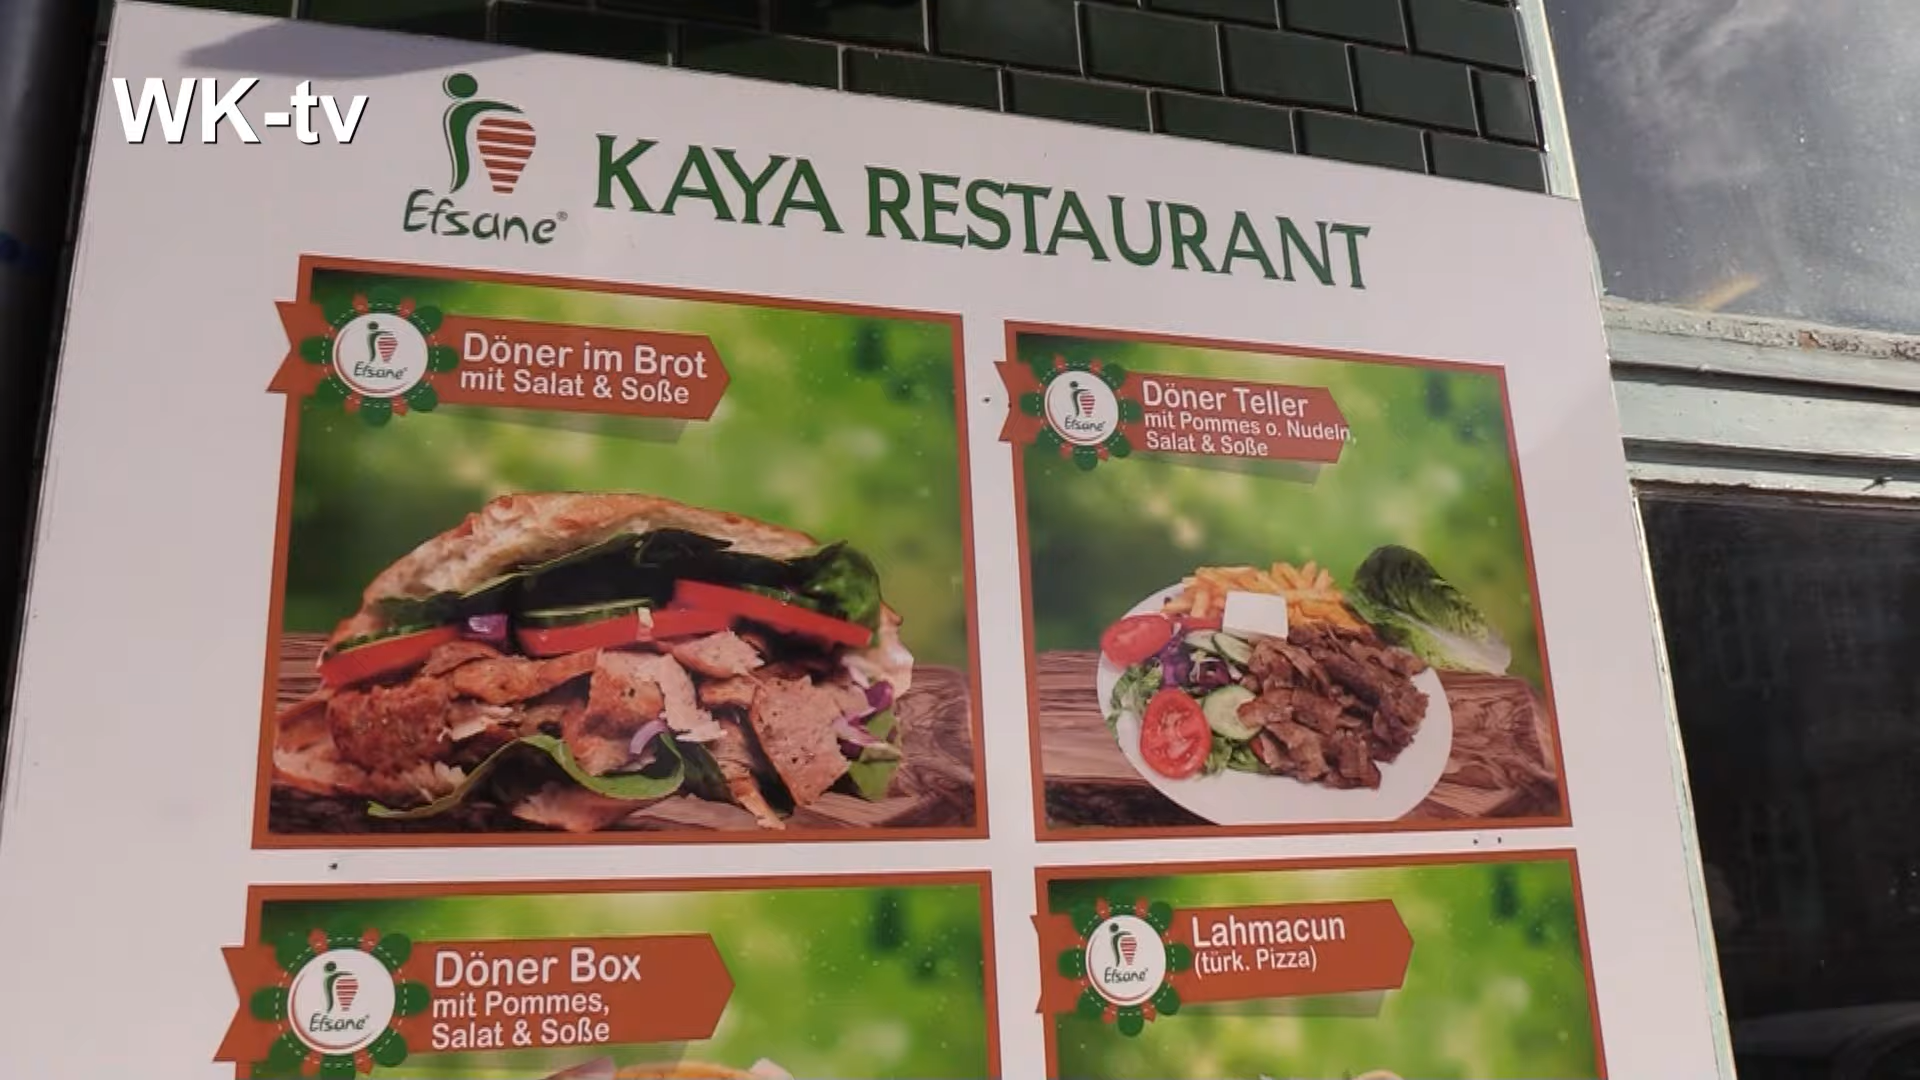 WK-tv
Efsane®
KAYA RESTAURANT
Efsane®
Döner im Brot
mit Salat & Soße
Efsane®
Döner Teller
mit Pommes o. Nudeln,
Salat & Soße
Efsane®
Döner Box
mit Pommes,
Salat & Soße
Efsane®
Lahmacun
(türk. Pizza)